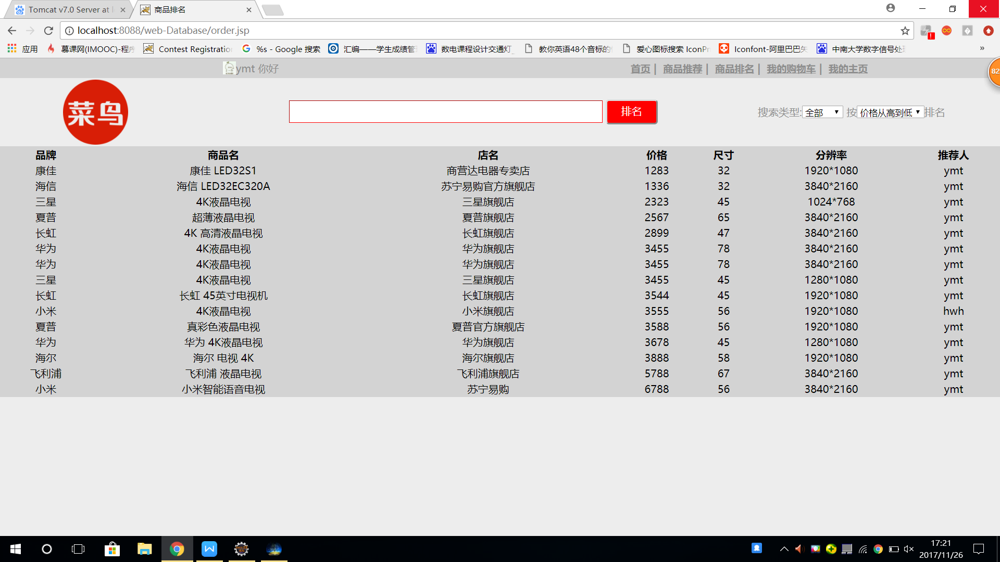 Tomcat v7.0 Server at l
商品排名
localhost:8088/web-Database/order.jsp
应用 慕课网(IMOOC)-程序 Contest Registration %s - Google 搜索 汇编——学生成绩管理 数电课程设计交通灯_ 教你英语48个音标的 爱心图标搜索 IconPr Iconfont-阿里巴巴矢 中南大学数字信号处理 »
ymt 你好 首页 | 商品推荐 | 商品排名 | 我的购物车 | 我的主页
82
菜鸟 排名 搜索类型: 全部 按 价格从高到低 排名
品牌 商品名 店名 价格 尺寸 分辨率 推荐人
康佳 康佳 LED32S1 商营达电器专卖店 1283 32 1920*1080 ymt
海信 海信 LED32EC320A 苏宁易购官方旗舰店 1336 32 3840*2160 ymt
三星 4K液晶电视 三星旗舰店 2323 45 1024*768 ymt
夏普 超薄液晶电视 夏普旗舰店 2567 65 3840*2160 ymt
长虹 4K 高清液晶电视 长虹旗舰店 2899 47 3840*2160 ymt
华为 4K液晶电视 华为旗舰店 3455 78 3840*2160 ymt
华为 4K液晶电视 华为旗舰店 3455 78 3840*2160 ymt
三星 4K液晶电视 三星旗舰店 3455 45 1280*1080 ymt
长虹 长虹 45英寸电视机 长虹旗舰店 3544 45 1920*1080 ymt
小米 4K液晶电视 小米旗舰店 3555 56 1920*1080 hwh
夏普 真彩色液晶电视 夏普官方旗舰店 3588 56 1920*1080 ymt
华为 华为 4K液晶电视 华为旗舰店 3678 45 1280*1080 ymt
海尔 海尔 电视 4K 海尔旗舰店 3888 58 1920*1080 ymt
飞利浦 飞利浦 液晶电视 飞利浦旗舰店 5788 67 3840*2160 ymt
小米 小米智能语音电视 苏宁易购 6788 56 3840*2160 ymt
17:21
2017/11/26